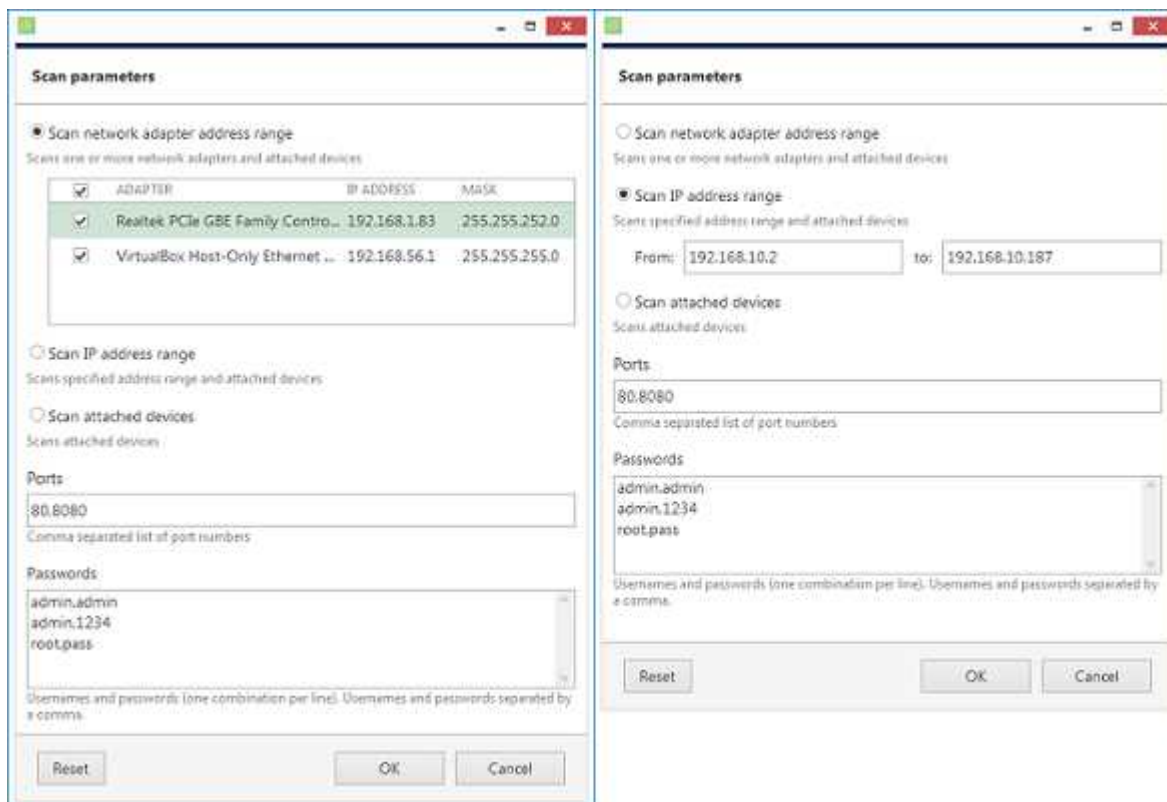 Scan parameters
Scan network adapter address range
Scans one or more network adapters and attached devices
ADAPTER IP ADDRESS MASK
Realtek PCIe GBE Family Contro... 192.168.1.83 255.255.252.0
VirtualBox Host-Only Ethernet ... 192.168.56.1 255.255.255.0
Scan IP address range
Scans specified address range and attached devices
Scan attached devices
Scans attached devices
Ports
80,8080
Comma separated list of port numbers
Passwords
admin,admin
admin,1234
root,pass
Usernames and passwords (one combination per line). Usernames and passwords separated by
a comma.
Reset OK Cancel
Scan parameters
Scan network adapter address range
Scans one or more network adapters and attached devices
Scan IP address range
Scans specified address range and attached devices
From: 192.168.10.2 to: 192.168.10.187
Scan attached devices
Scans attached devices
Ports
80,8080
Comma separated list of port numbers
Passwords
admin,admin
admin,1234
root,pass
Usernames and passwords (one combination per line). Usernames and passwords separated by
a comma.
Reset OK Cancel